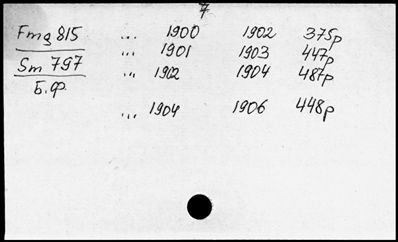 7
Fmg 815 ... 1900 1902 375p
... 1901 1903 447p
Sm 797 ... 1902 1904 487p
Б.ф.
... 1904 1906 448p